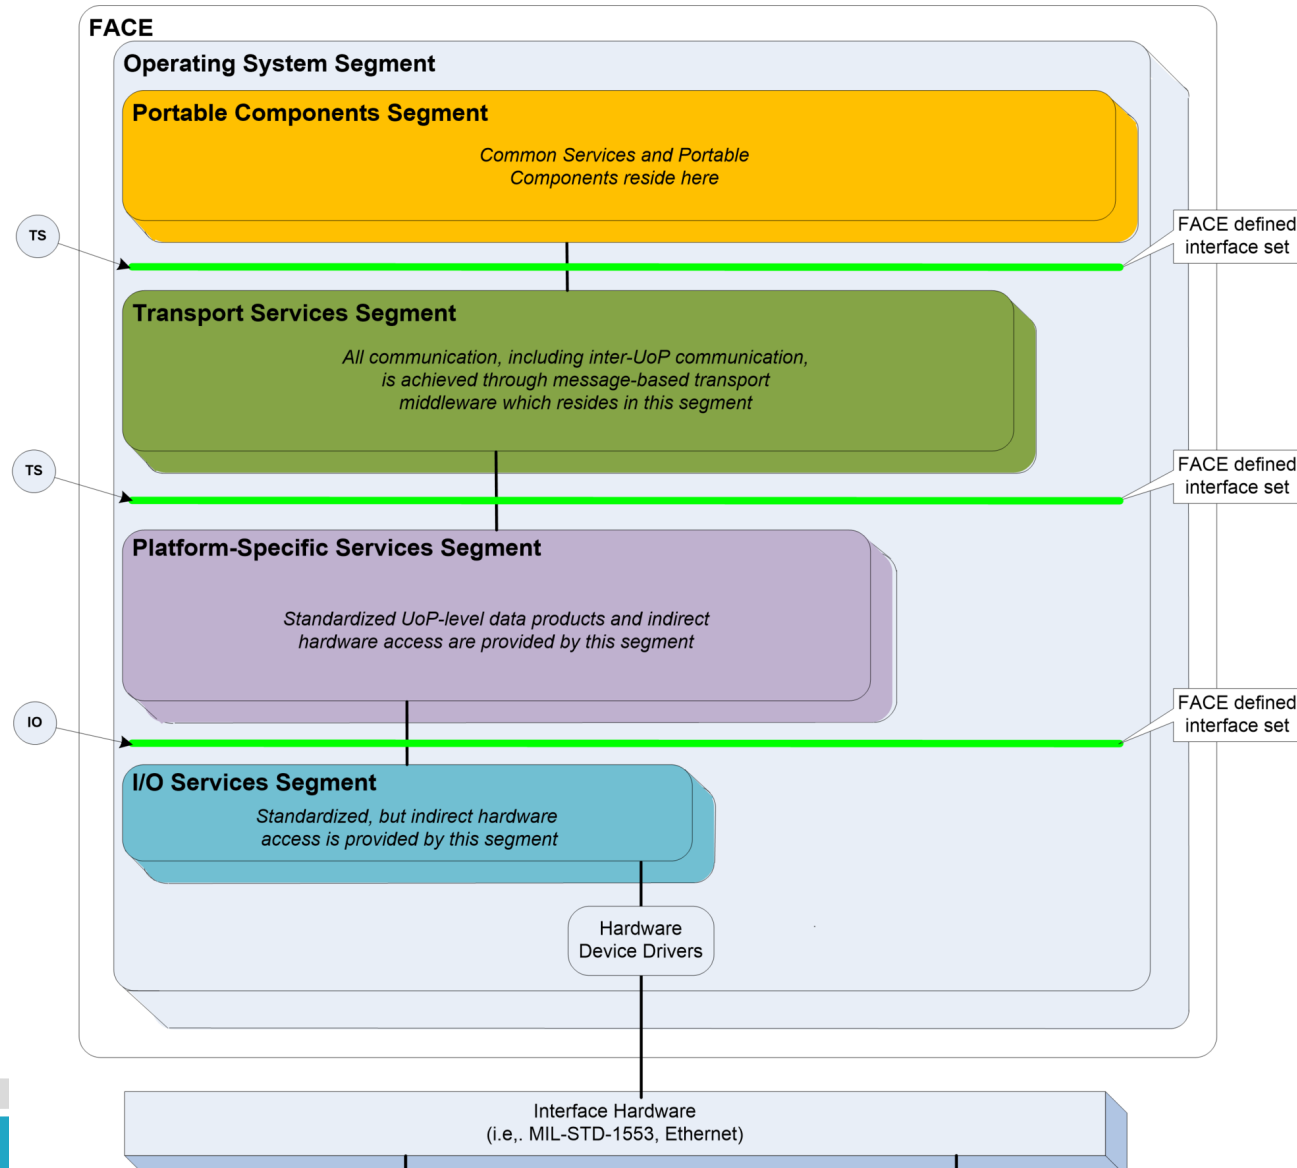 FACE
Operating System Segment
Portable Components Segment
Common Services and Portable
Components reside here
TS
FACE defined
interface set
Transport Services Segment
All communication, including inter-UoP communication,
is achieved through message-based transport
middleware which resides in this segment
TS
FACE defined
interface set
Platform-Specific Services Segment
Standardized UoP-level data products and indirect
hardware access are provided by this segment
IO
FACE defined
interface set
I/O Services Segment
Standardized, but indirect hardware
access is provided by this segment
Hardware
Device Drivers
Interface Hardware
(i.e,. MIL-STD-1553, Ethernet)